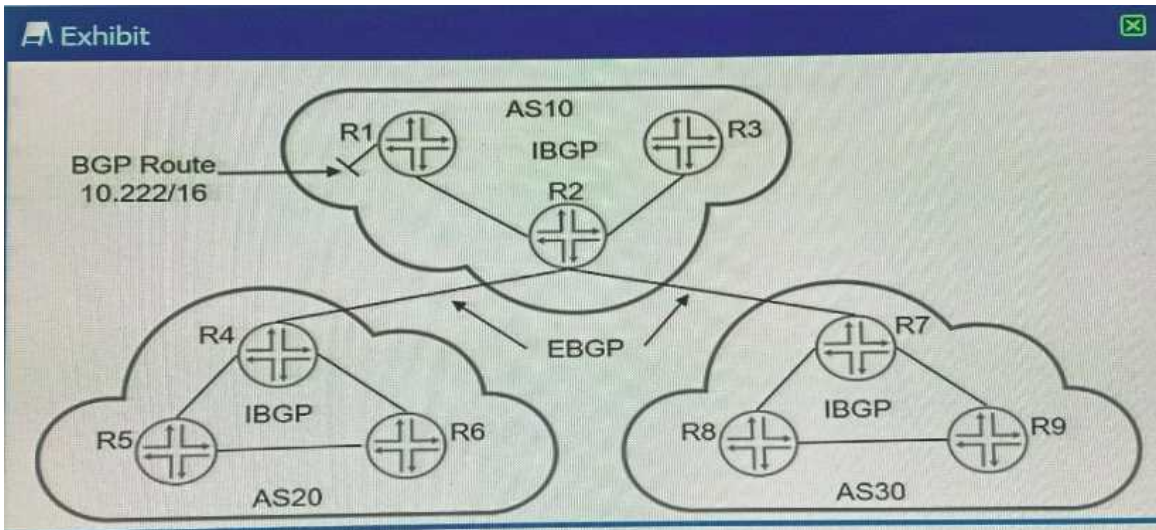 Exhibit
AS10
R1
R3
IBGP
BGP Route
10.222/16
R2
R4
EBGP
R7
IBGP
R5
R6
AS20
IBGP
R8
R9
AS30